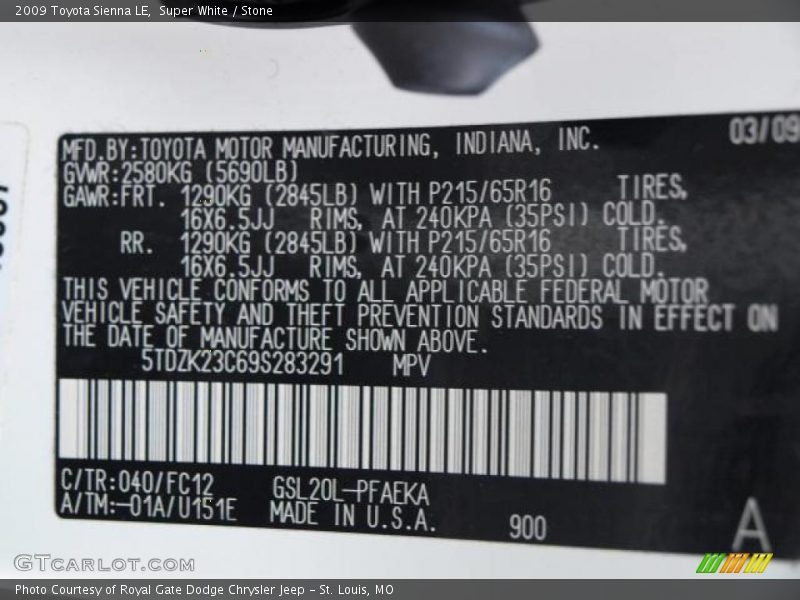 2009 Toyota Sienna LE,  Super White / Stone
03/09
MFD.BY:TOYOTA MOTOR MANUFACTURING, INDIANA, INC.
GVWR:2580KG (5690LB)
GAWR:FRT. 1290KG (2845LB) WITH P215/65R16 TIRES,
16X6.5JJ RIMS, AT 240KPA (35PSI) COLD.
RR. 1290KG (2845LB) WITH P215/65R16 TIRES,
16X6.5JJ RIMS, AT 240KPA (35PSI) COLD.
THIS VEHICLE CONFORMS TO ALL APPLICABLE FEDERAL MOTOR
VEHICLE SAFETY AND THEFT PREVENTION STANDARDS IN EFFECT ON
THE DATE OF MANUFACTURE SHOWN ABOVE.
5TDZK23C69S283291 MPV
C/TR:040/FC12 GSL20L-PFAEKA
A/TM:-01A/U151E MADE IN U.S.A. 900
A
GTCARLOT.COM
Photo Courtesy of Royal Gate Dodge Chrysler Jeep – St. Louis, MO